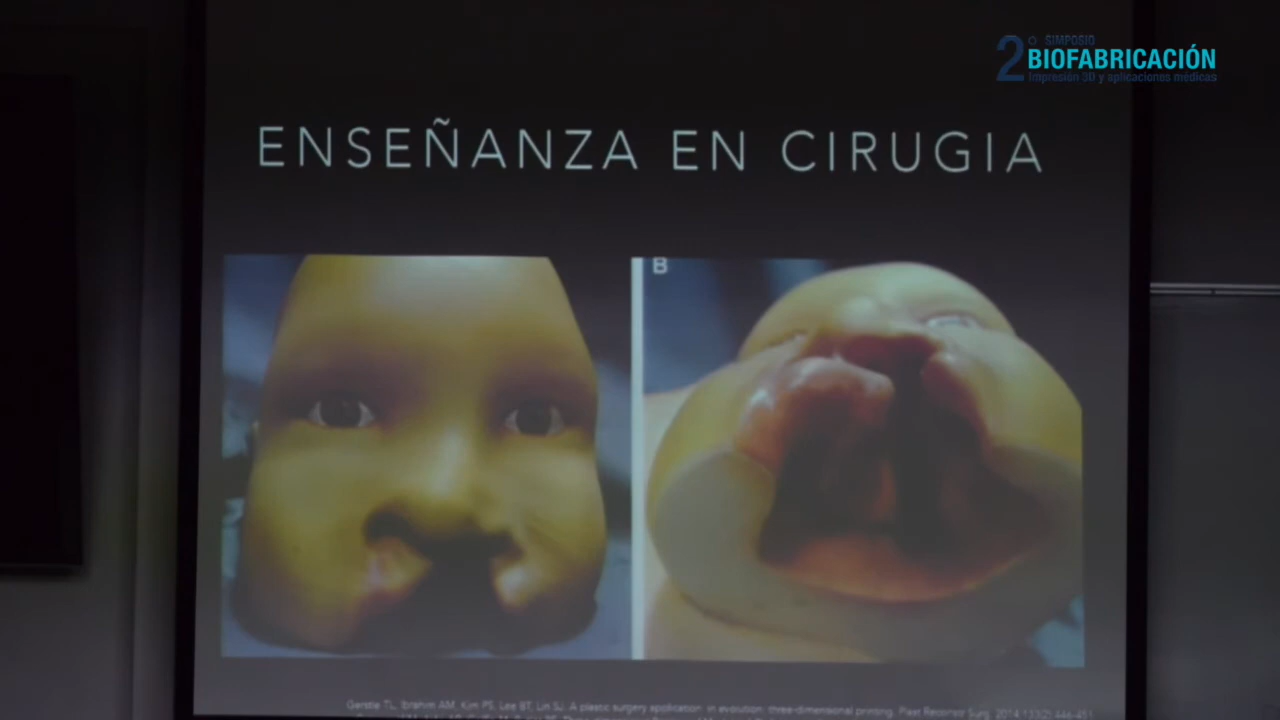 2º SIMPOSIO
BIOFABRICACIÓN
Impresión 3D y aplicaciones médicas
ENSEÑANZA EN CIRUGIA
B
Gerstle TL, Ibrahim AM, Kim PS, Lee BT, Lin SJ. A plastic surgery application in evolution: three-dimensional printing. Plast Reconstr Surg. 2014;133(2):446-451